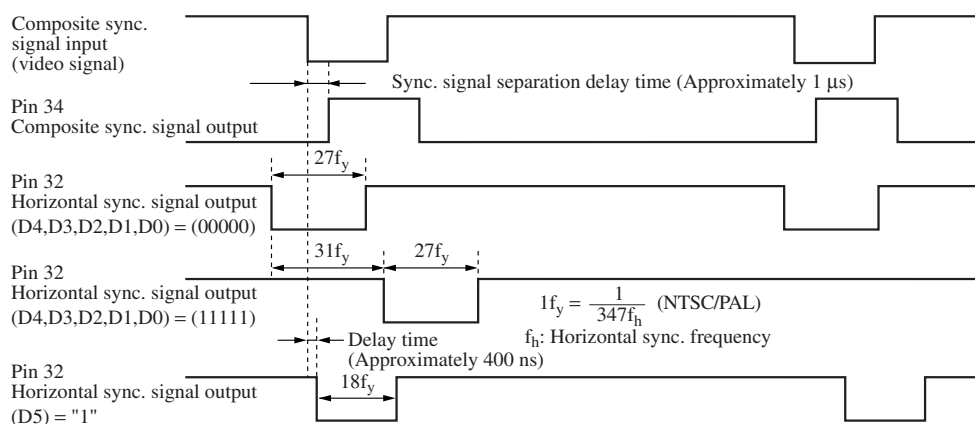 Composite sync.
signal input
(video signal)
Sync. signal separation delay time (Approximately 1 μs)
Pin 34
Composite sync. signal output
27fy
Pin 32
Horizontal sync. signal output
(D4,D3,D2,D1,D0) = (00000)
31fy
27fy
Pin 32
Horizontal sync. signal output
(D4,D3,D2,D1,D0) = (11111)
1fy = 1/347fh (NTSC/PAL)
fh: Horizontal sync. frequency
Delay time
(Approximately 400 ns)
Pin 32
Horizontal sync. signal output
(D5) = "1"
18fy